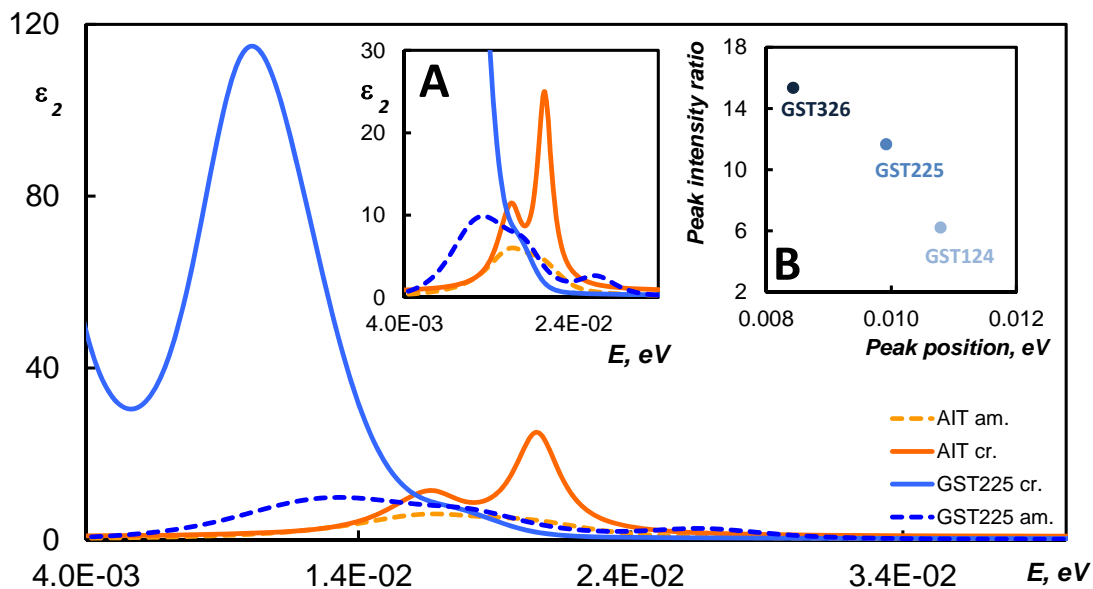 120
80
40
0
ε2
4.0E-03
1.4E-02
2.4E-02
3.4E-02
E, eV
A
30
20
10
0
ε2
4.0E-03
2.4E-02
E, eV
B
18
14
10
6
2
Peak intensity ratio
GST326
GST225
GST124
0.008
0.010
0.012
Peak position, eV
AIT am.
AIT cr.
GST225 cr.
GST225 am.